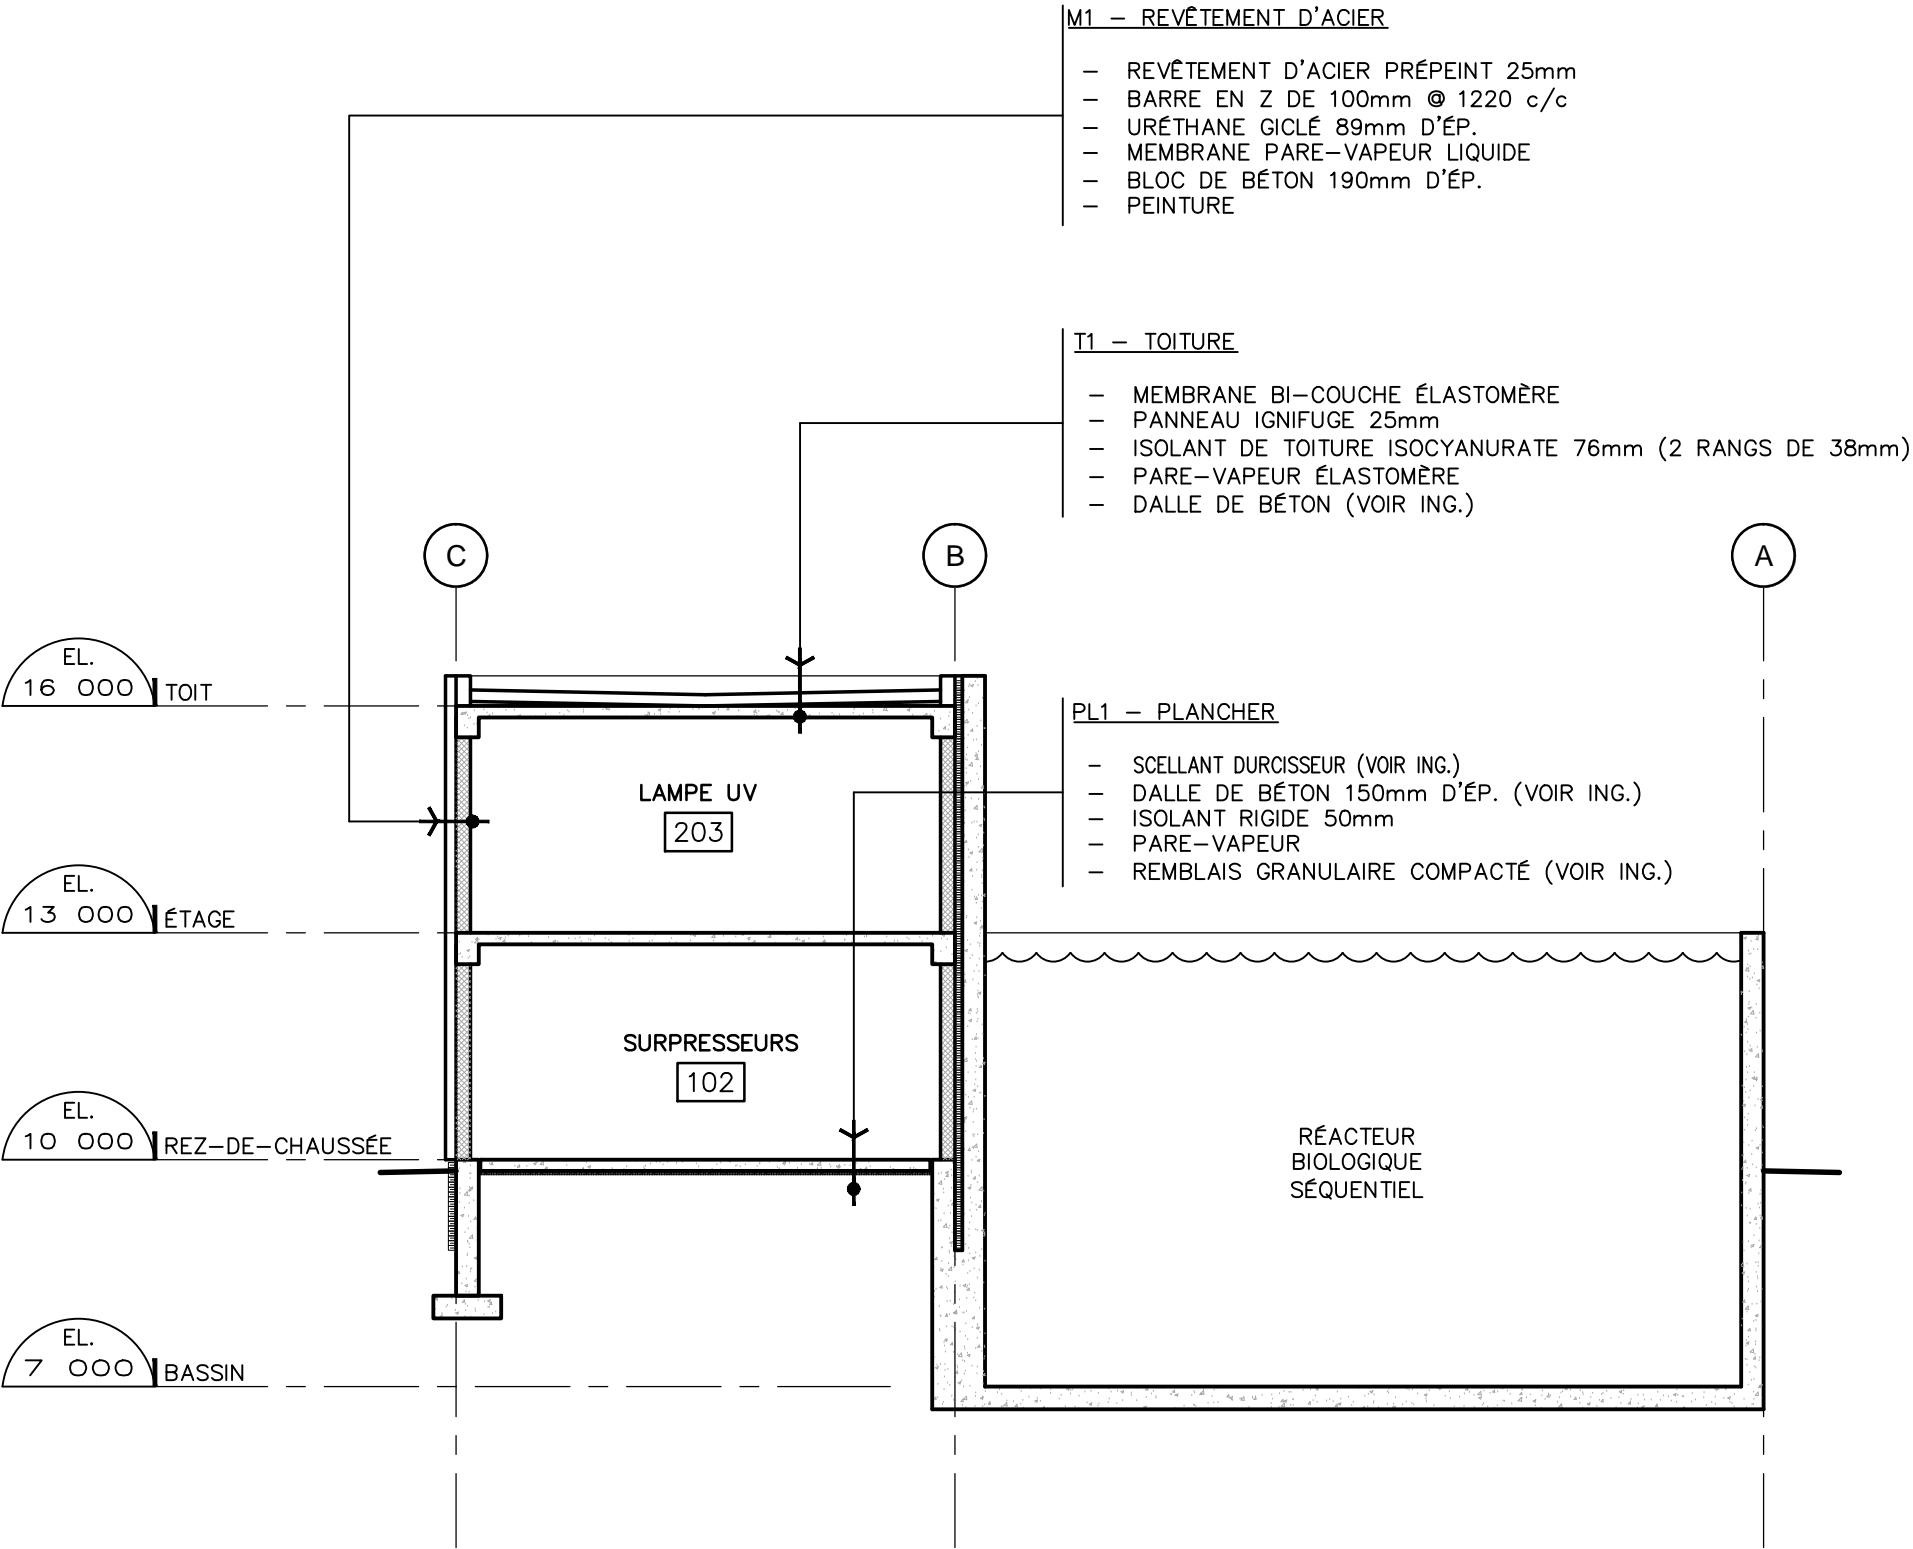 M1 – REVÊTEMENT D'ACIER
– REVÊTEMENT D'ACIER PRÉPEINT 25mm
– BARRE EN Z DE 100mm @ 1220 c/c
– URÉTHANE GICLÉ 89mm D'ÉP.
– MEMBRANE PARE–VAPEUR LIQUIDE
– BLOC DE BÉTON 190mm D'ÉP.
– PEINTURE
T1 – TOITURE
– MEMBRANE BI–COUCHE ÉLASTOMÈRE
– PANNEAU IGNIFUGE 25mm
– ISOLANT DE TOITURE ISOCYANURATE 76mm (2 RANGS DE 38mm)
– PARE–VAPEUR ÉLASTOMÈRE
– DALLE DE BÉTON (VOIR ING.)
C
B
A
EL.
16 000 TOIT
PL1 – PLANCHER
– SCELLANT DURCISSEUR (VOIR ING.)
– DALLE DE BÉTON 150mm D'ÉP. (VOIR ING.)
– ISOLANT RIGIDE 50mm
– PARE–VAPEUR
– REMBLAIS GRANULAIRE COMPACTÉ (VOIR ING.)
LAMPE UV
203
EL.
13 000 ÉTAGE
SURPRESSEURS
102
EL.
10 000 REZ–DE–CHAUSSÉE
RÉACTEUR
BIOLOGIQUE
SÉQUENTIEL
EL.
7 000 BASSIN